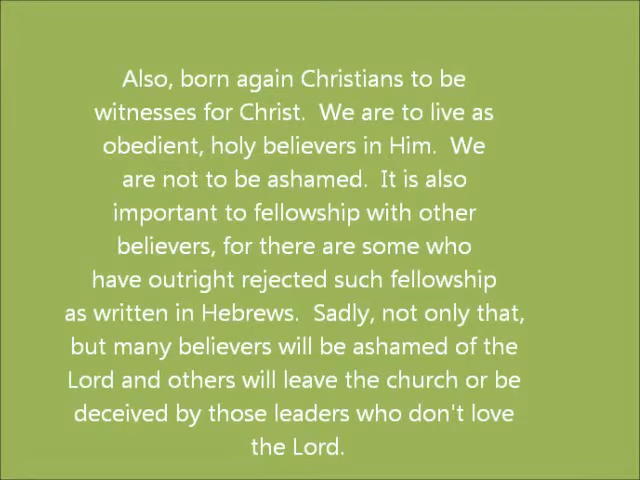 Also, born again Christians to be
witnesses for Christ.  We are to live as
obedient, holy believers in Him.  We
are not to be ashamed.  It is also
important to fellowship with other
believers, for there are some who
have outright rejected such fellowship
as written in Hebrews.  Sadly, not only that,
but many believers will be ashamed of the
Lord and others will leave the church or be
deceived by those leaders who don't love
the Lord.